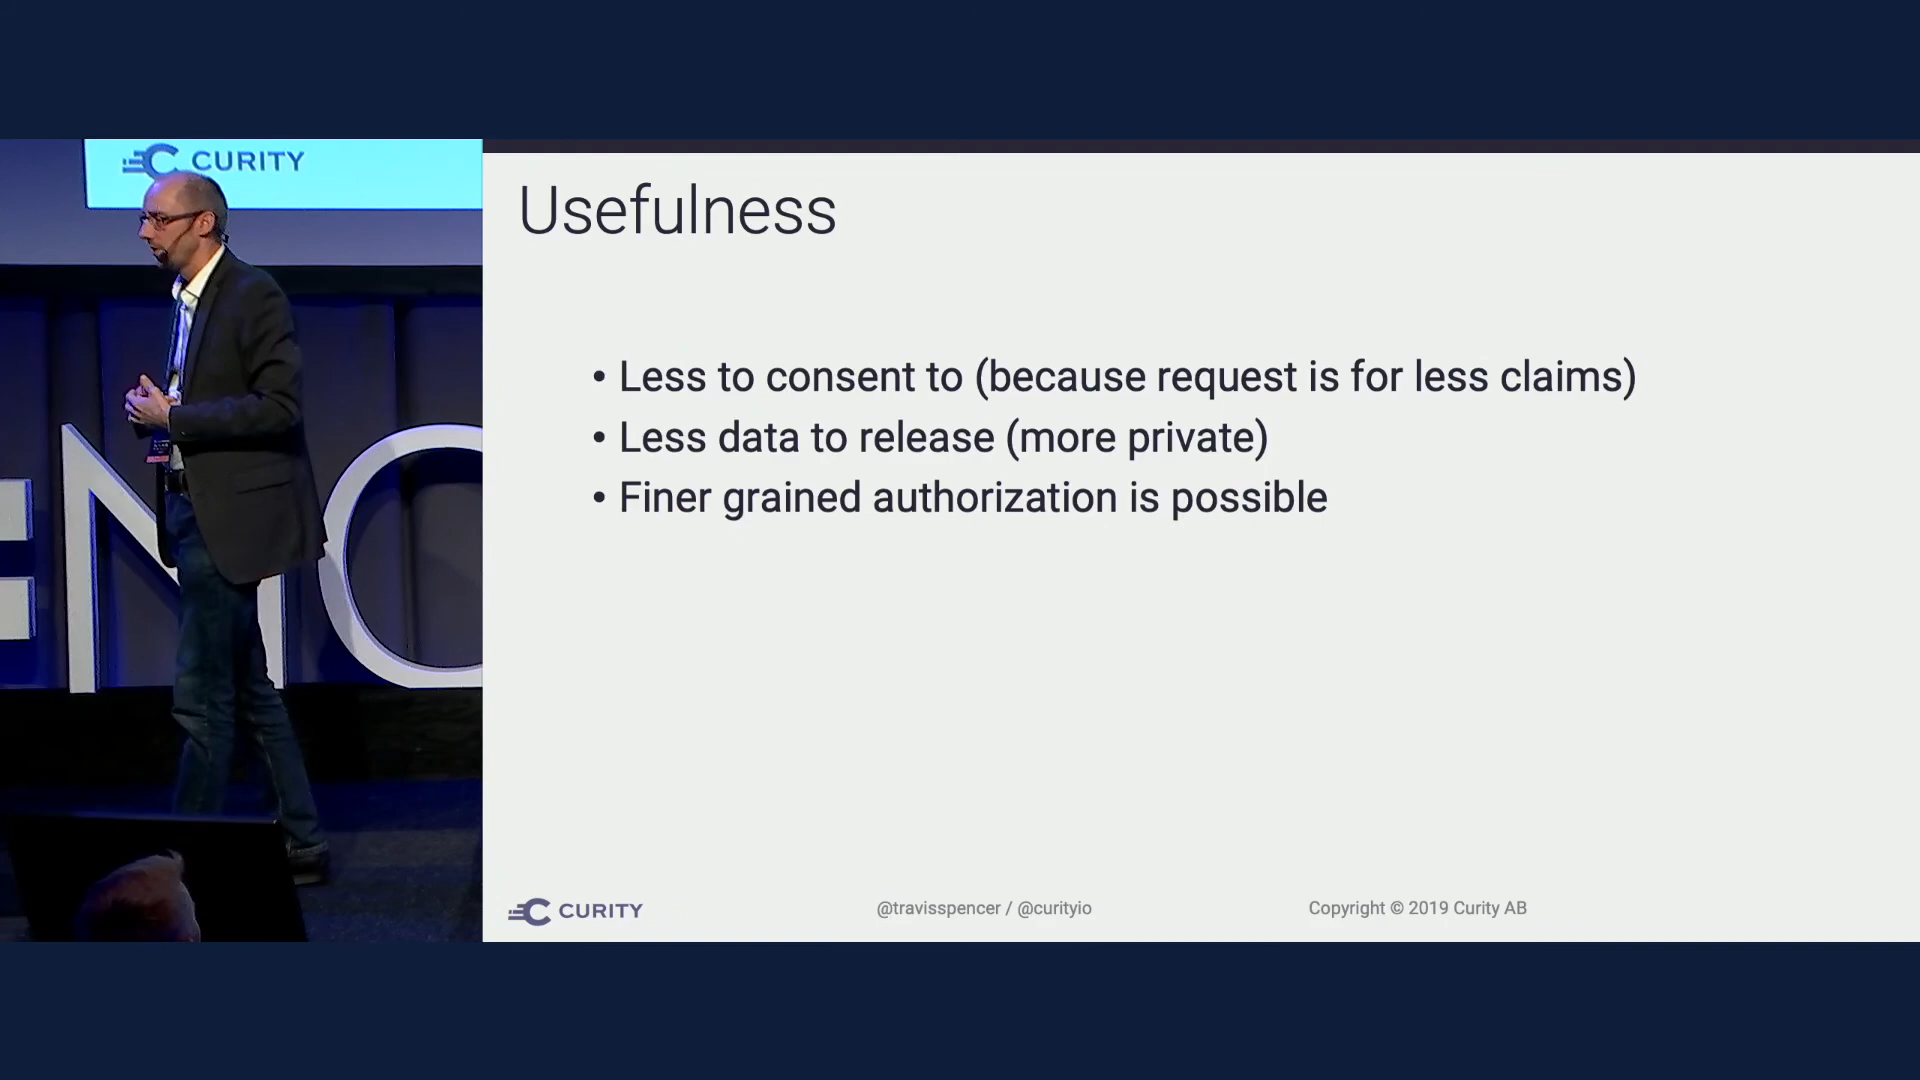 CURITY
Usefulness
• Less to consent to (because request is for less claims)
• Less data to release (more private)
• Finer grained authorization is possible
CURITY
@travisspencer / @curityio
Copyright © 2019 Curity AB